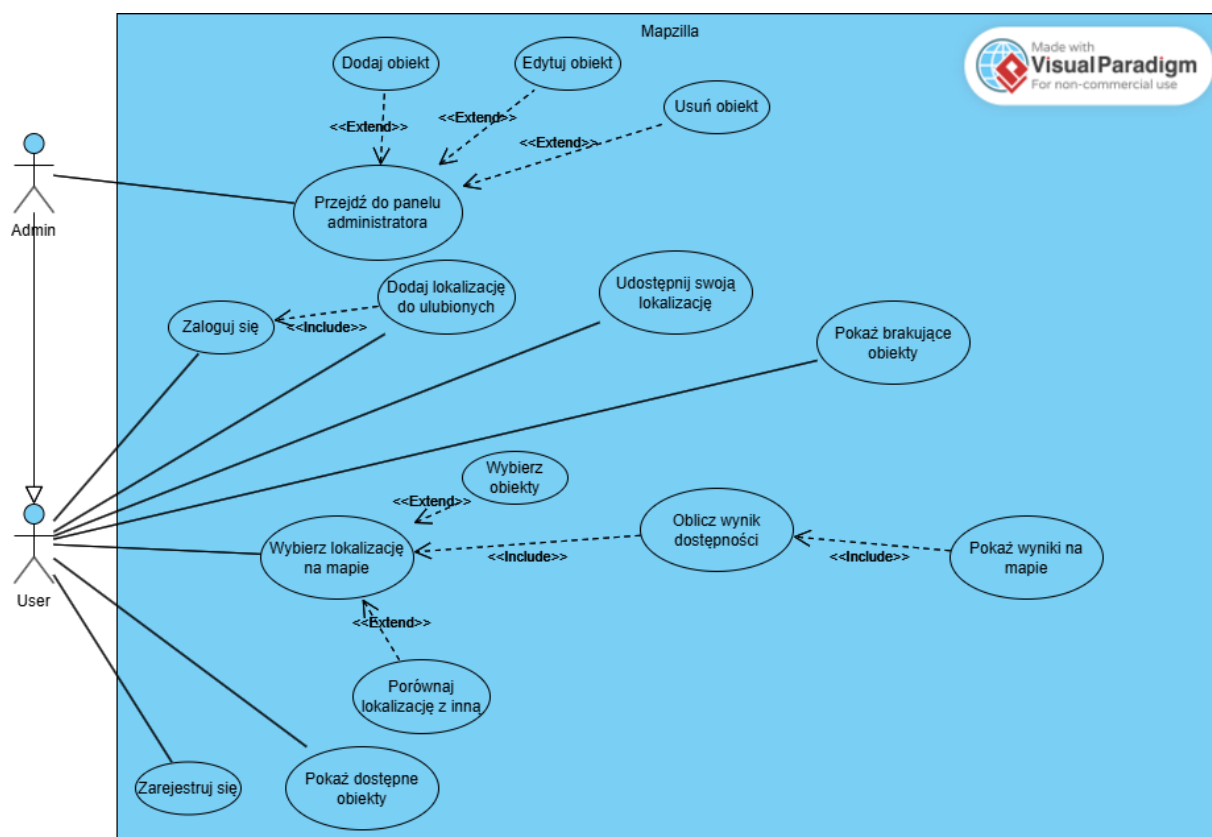 Mapzilla
Made with
Visual Paradigm
For non-commercial use
Dodaj obiekt
Edytuj obiekt
Usuń obiekt
<<Extend>>
<<Extend>>
<<Extend>>
Admin
Przejdź do panelu
administratora
Dodaj lokalizację
do ulubionych
Zaloguj się
<<Include>>
Udostępnij swoją
lokalizację
Pokaż brakujące
obiekty
Wybierz
obiekty
<<Extend>>
User
Wybierz lokalizację
na mapie
<<Include>>
Oblicz wynik
dostępności
<<Include>>
Pokaż wyniki na
mapie
<<Extend>>
Porównaj
lokalizację z inną
Zarejestruj się
Pokaż dostępne
obiekty